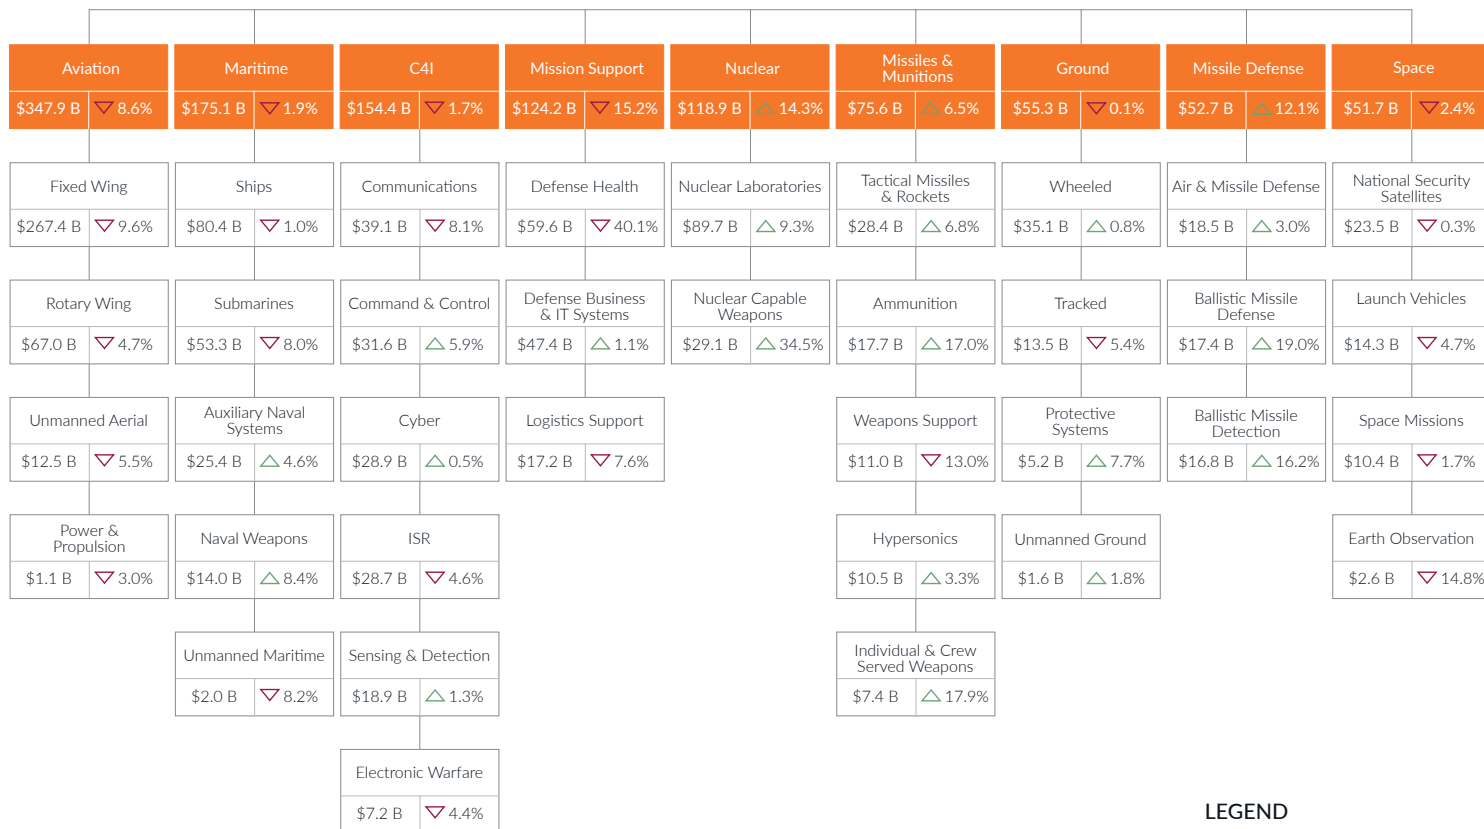 Aviation
$347.9 B 8.6%
Maritime
$175.1 B 1.9%
C4I
$154.4 B 1.7%
Mission Support
$124.2 B 15.2%
Nuclear
$118.9 B 14.3%
Missiles &
Munitions
$75.6 B 6.5%
Ground
$55.3 B 0.1%
Missile Defense
$52.7 B 12.1%
Space
$51.7 B 2.4%
Fixed Wing
$267.4 B 9.6%
Ships
$80.4 B 1.0%
Communications
$39.1 B 8.1%
Defense Health
$59.6 B 40.1%
Nuclear Laboratories
$89.7 B 9.3%
Tactical Missiles
& Rockets
$28.4 B 6.8%
Wheeled
$35.1 B 0.8%
Air & Missile Defense
$18.5 B 3.0%
National Security
Satellites
$23.5 B 0.3%
Rotary Wing
$67.0 B 4.7%
Submarines
$53.3 B 8.0%
Command & Control
$31.6 B 5.9%
Defense Business
& IT Systems
$47.4 B 1.1%
Nuclear Capable
Weapons
$29.1 B 34.5%
Ammunition
$17.7 B 17.0%
Tracked
$13.5 B 5.4%
Ballistic Missile
Defense
$17.4 B 19.0%
Launch Vehicles
$14.3 B 4.7%
Unmanned Aerial
$12.5 B 5.5%
Auxiliary Naval
Systems
$25.4 B 4.6%
Cyber
$28.9 B 0.5%
Logistics Support
$17.2 B 7.6%
Weapons Support
$11.0 B 13.0%
Protective
Systems
$5.2 B 7.7%
Ballistic Missile
Detection
$16.8 B 16.2%
Space Missions
$10.4 B 1.7%
Power &
Propulsion
$1.1 B 3.0%
Naval Weapons
$14.0 B 8.4%
ISR
$28.7 B 4.6%
Hypersonics
$10.5 B 3.3%
Unmanned Ground
$1.6 B 1.8%
Earth Observation
$2.6 B 14.8%
Unmanned Maritime
$2.0 B 8.2%
Sensing & Detection
$18.9 B 1.3%
Individual & Crew
Served Weapons
$7.4 B 17.9%
Electronic Warfare
$7.2 B 4.4%
LEGEND